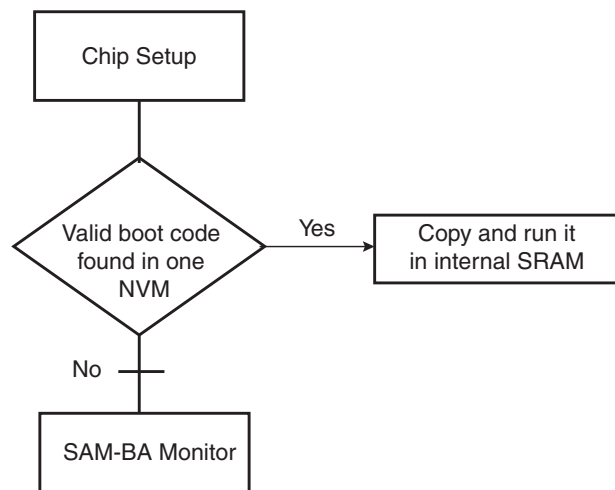 Chip Setup
Valid boot code
found in one
NVM
Yes
Copy and run it
in internal SRAM
No
SAM-BA Monitor